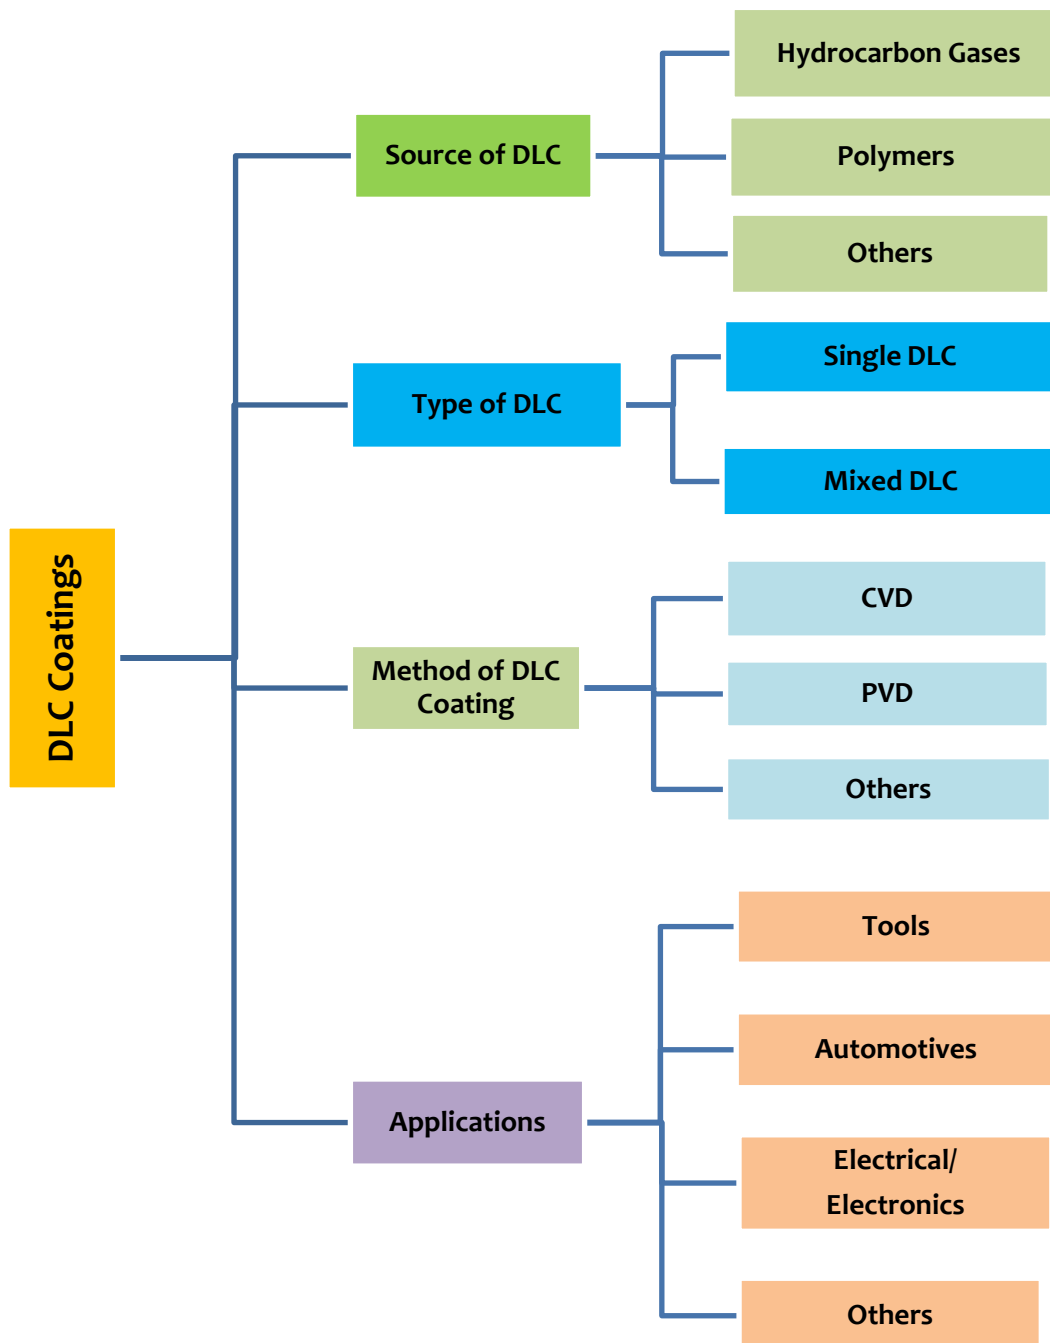 DLC Coatings
Source of DLC
Hydrocarbon Gases
Polymers
Others
Type of DLC
Single DLC
Mixed DLC
Method of DLC
Coating
CVD
PVD
Others
Applications
Tools
Automotives
Electrical/
Electronics
Others